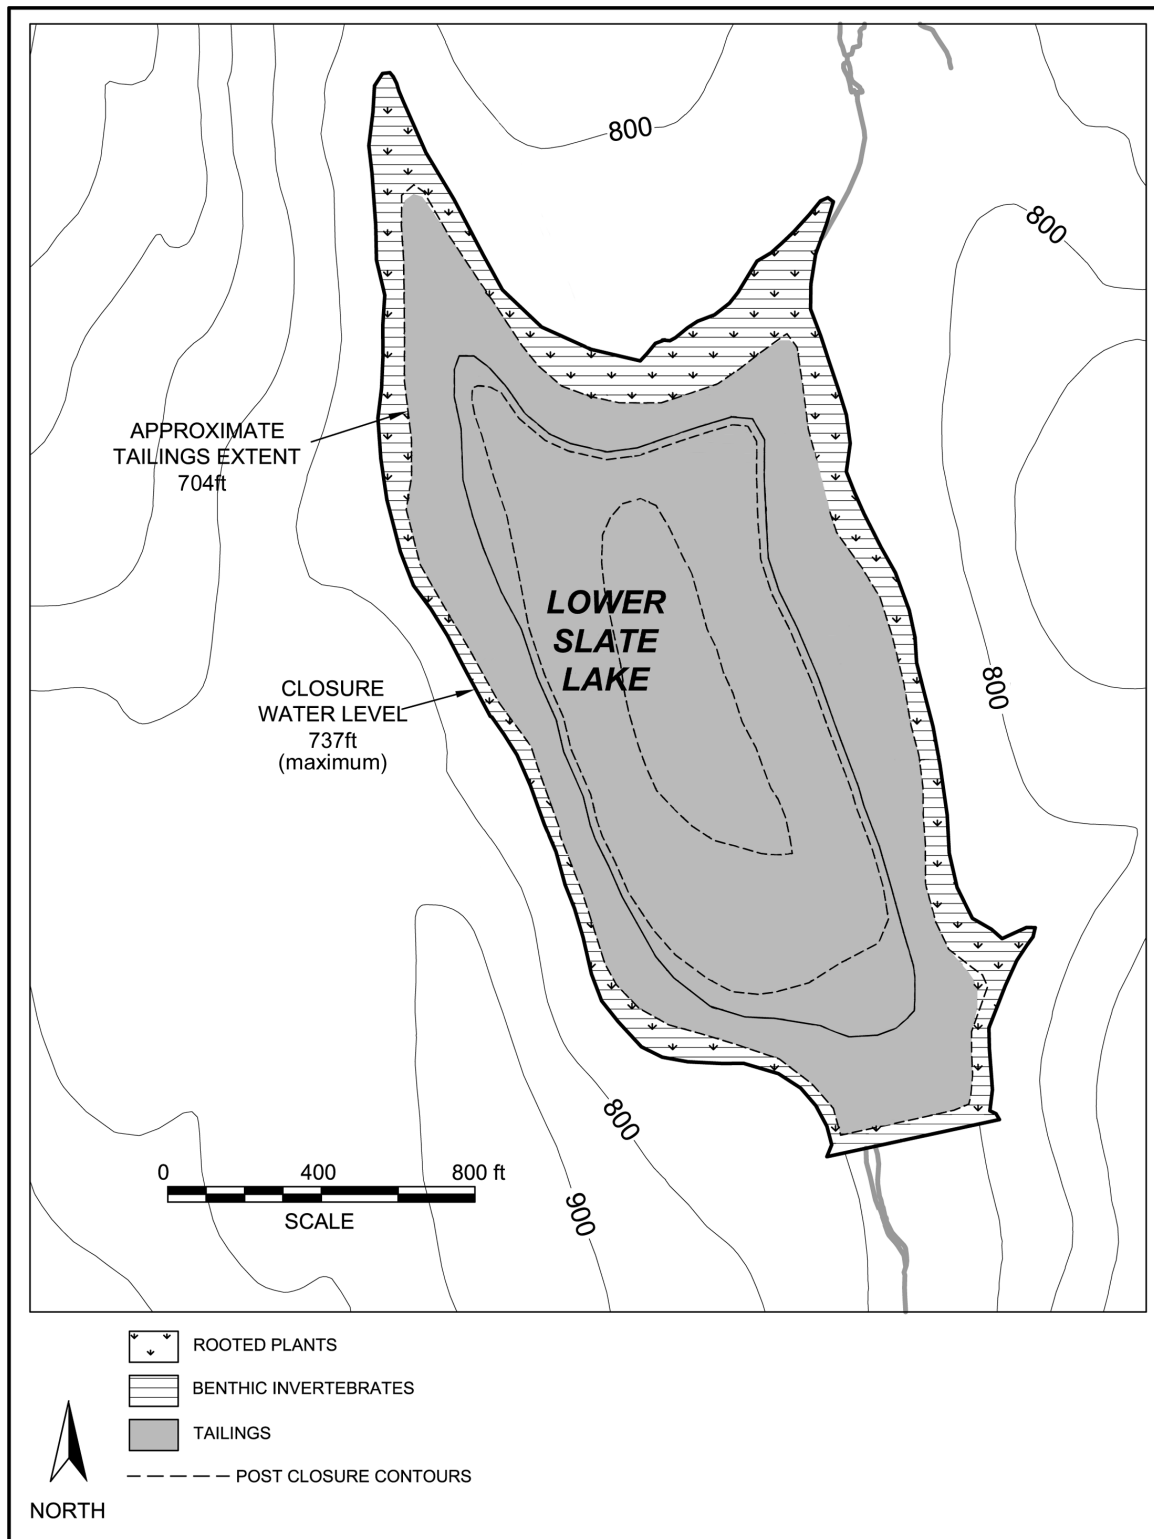 800
800
APPROXIMATE
TAILINGS EXTENT
704ft
LOWER
SLATE
LAKE
800
CLOSURE
WATER LEVEL
737ft
(maximum)
800
900
0 400 800 ft
SCALE
ROOTED PLANTS
BENTHIC INVERTEBRATES
TAILINGS
POST CLOSURE CONTOURS
NORTH